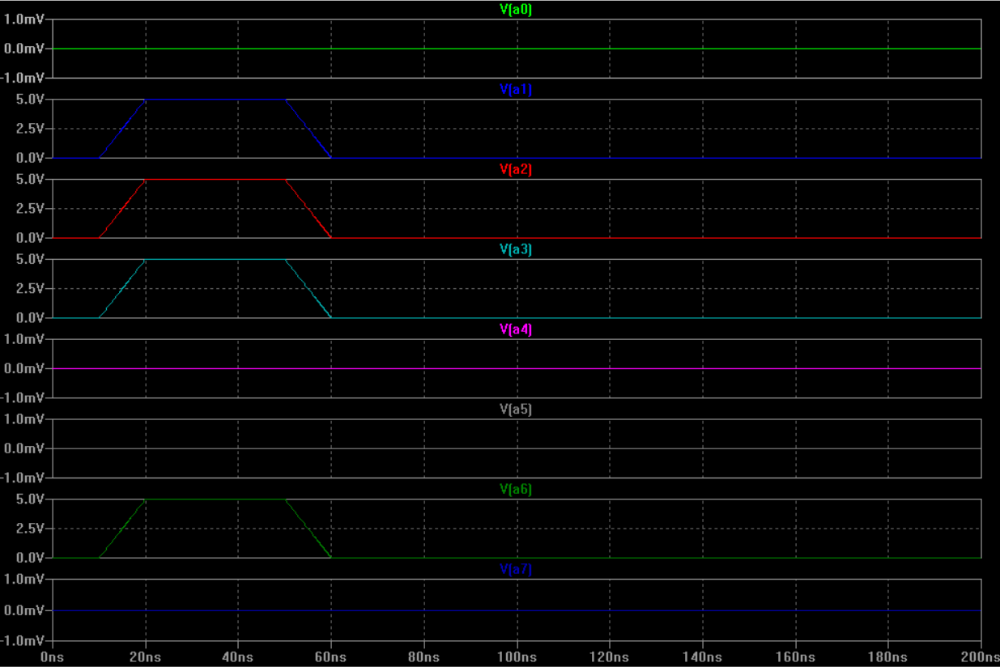 V(a0)
1.0mV
0.0mV
-1.0mV
V(a1)
5.0V
2.5V
0.0V
V(a2)
5.0V
2.5V
0.0V
V(a3)
5.0V
2.5V
0.0V
V(a4)
1.0mV
0.0mV
-1.0mV
V(a5)
1.0mV
0.0mV
-1.0mV
V(a6)
5.0V
2.5V
0.0V
V(a7)
1.0mV
0.0mV
-1.0mV
0ns 20ns 40ns 60ns 80ns 100ns 120ns 140ns 160ns 180ns 200ns